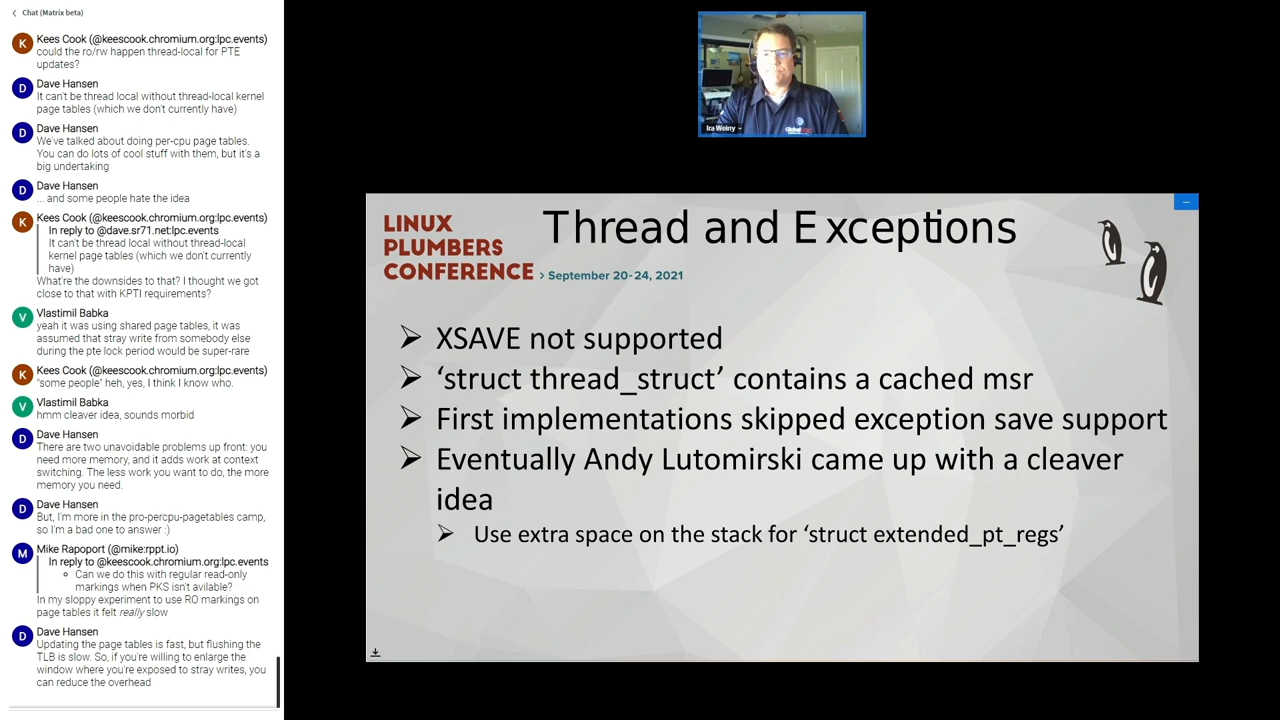 Chat (Matrix beta)
K
Kees Cook (@keescook.chromium.org:lpc.events)
could the ro/rw happen thread-local for PTE
updates?
D
Dave Hansen
It can't be thread local without thread-local kernel
page tables (which we don't currently have)
D
Dave Hansen
We've talked about doing per-cpu page tables.
You can do lots of cool stuff with them, but it's a
big undertaking
D
Dave Hansen
... and some people hate the idea
K
Kees Cook (@keescook.chromium.org:lpc.events)
In reply to @dave.sr71.net:lpc.events
It can't be thread local without thread-local
kernel page tables (which we don't currently
have)
What're the downsides to that? I thought we got
close to that with KPTI requirements?
V
Vlastimil Babka
yeah it was using shared page tables, it was
assumed that stray write from somebody else
during the pte lock period would be super-rare
K
Kees Cook (@keescook.chromium.org:lpc.events)
"some people" heh, yes, I think I know who.
V
Vlastimil Babka
hmm cleaver idea, sounds morbid
D
Dave Hansen
There are two unavoidable problems up front: you
need more memory, and it adds work at context
switching. The less work you want to do, the more
memory you need.
D
Dave Hansen
But, I'm more in the pro-percpu-pagetables camp,
so I'm a bad one to answer :)
M
Mike Rapoport (@mike:rppt.io)
In reply to @keescook.chromium.org:lpc.events
Can we do this with regular read-only
markings when PKS isn't avilable?
In my sloppy experiment to use RO markings on
page tables it felt really slow
D
Dave Hansen
Updating the page tables is fast, but flushing the
TLB is slow. So, if you're willing to enlarge the
window where you're exposed to stray writes, you
can reduce the overhead
Ira Weiny
LINUX
PLUMBERS
CONFERENCE
September 20-24, 2021
Thread and Exceptions
XSAVE not supported
‘struct thread_struct’ contains a cached msr
First implementations skipped exception save support
Eventually Andy Lutomirski came up with a cleaver
idea
Use extra space on the stack for ‘struct extended_pt_regs’